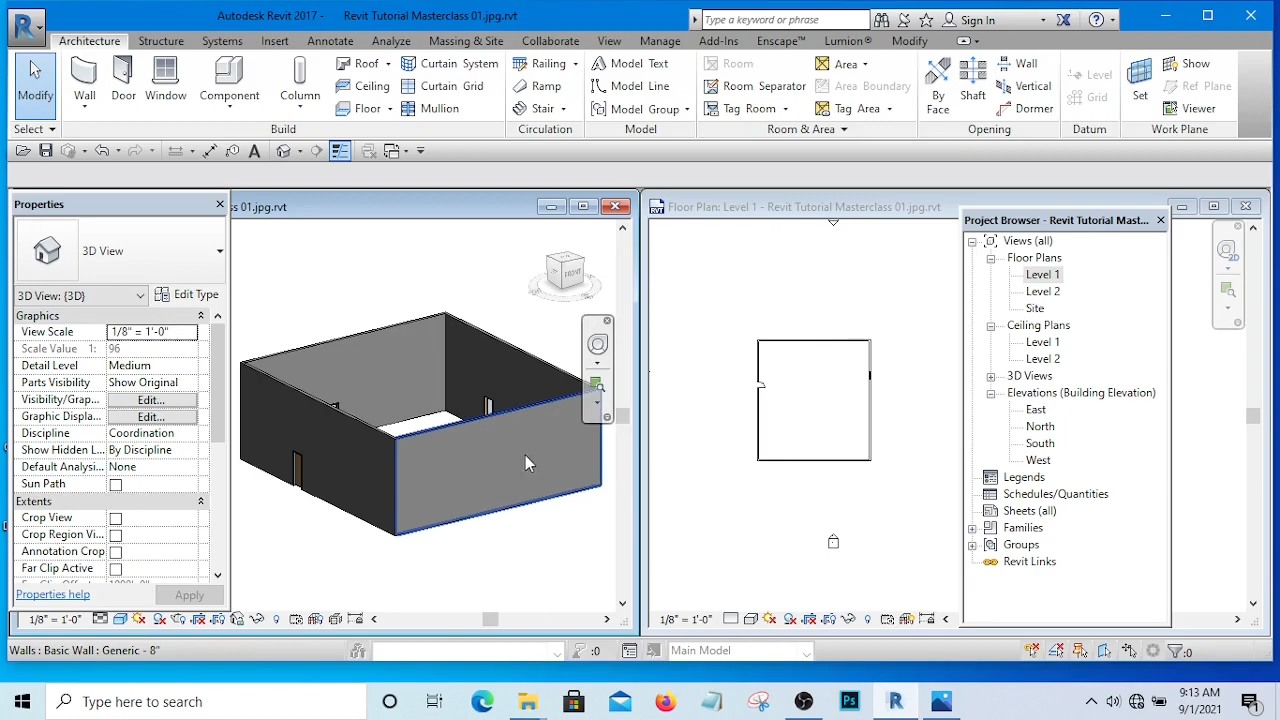 Autodesk Revit 2017 -    Revit Tutorial Masterclass 01.jpg.rvt
Type a keyword or phrase
Sign In
Architecture Structure Systems Insert Annotate Analyze Massing & Site Collaborate View Manage Add-Ins Enscape™ Lumion® Modify
Modify
Wall
Door
Window
Component
Column
Roof
Ceiling
Floor
Curtain System
Curtain Grid
Mullion
Railing
Ramp
Stair
Model Text
Model Line
Model Group
Room
Room Separator
Tag Room
Area
Area Boundary
Tag Area
By Face
Shaft
Wall
Vertical
Dormer
Level
Grid
Set
Show
Ref Plane
Viewer
Select Build Circulation Model Room & Area Opening Datum Work Plane
Properties
3D View
3D View: {3D} Edit Type
Graphics
View Scale 1/8" = 1'-0"
Scale Value 1: 96
Detail Level Medium
Parts Visibility Show Original
Visibility/Grap... Edit...
Graphic Displa... Edit...
Discipline Coordination
Show Hidden L... By Discipline
Default Analysi... None
Sun Path
Extents
Crop View
Crop Region Vi...
Annotation Crop
Far Clip Active
Properties help Apply
ss 01.jpg.rvt
FRONT
1/8" = 1'-0"
Floor Plan: Level 1 - Revit Tutorial Masterclass 01.jpg.rvt
2D
1/8" = 1'-0"
Project Browser - Revit Tutorial Mast...
Views (all)
Floor Plans
Level 1
Level 2
Site
Ceiling Plans
Level 1
Level 2
3D Views
Elevations (Building Elevation)
East
North
South
West
Legends
Schedules/Quantities
Sheets (all)
Families
Groups
Revit Links
Walls : Basic Wall : Generic - 8"
:0
Main Model
:0
Type here to search
9:13 AM
9/1/2021